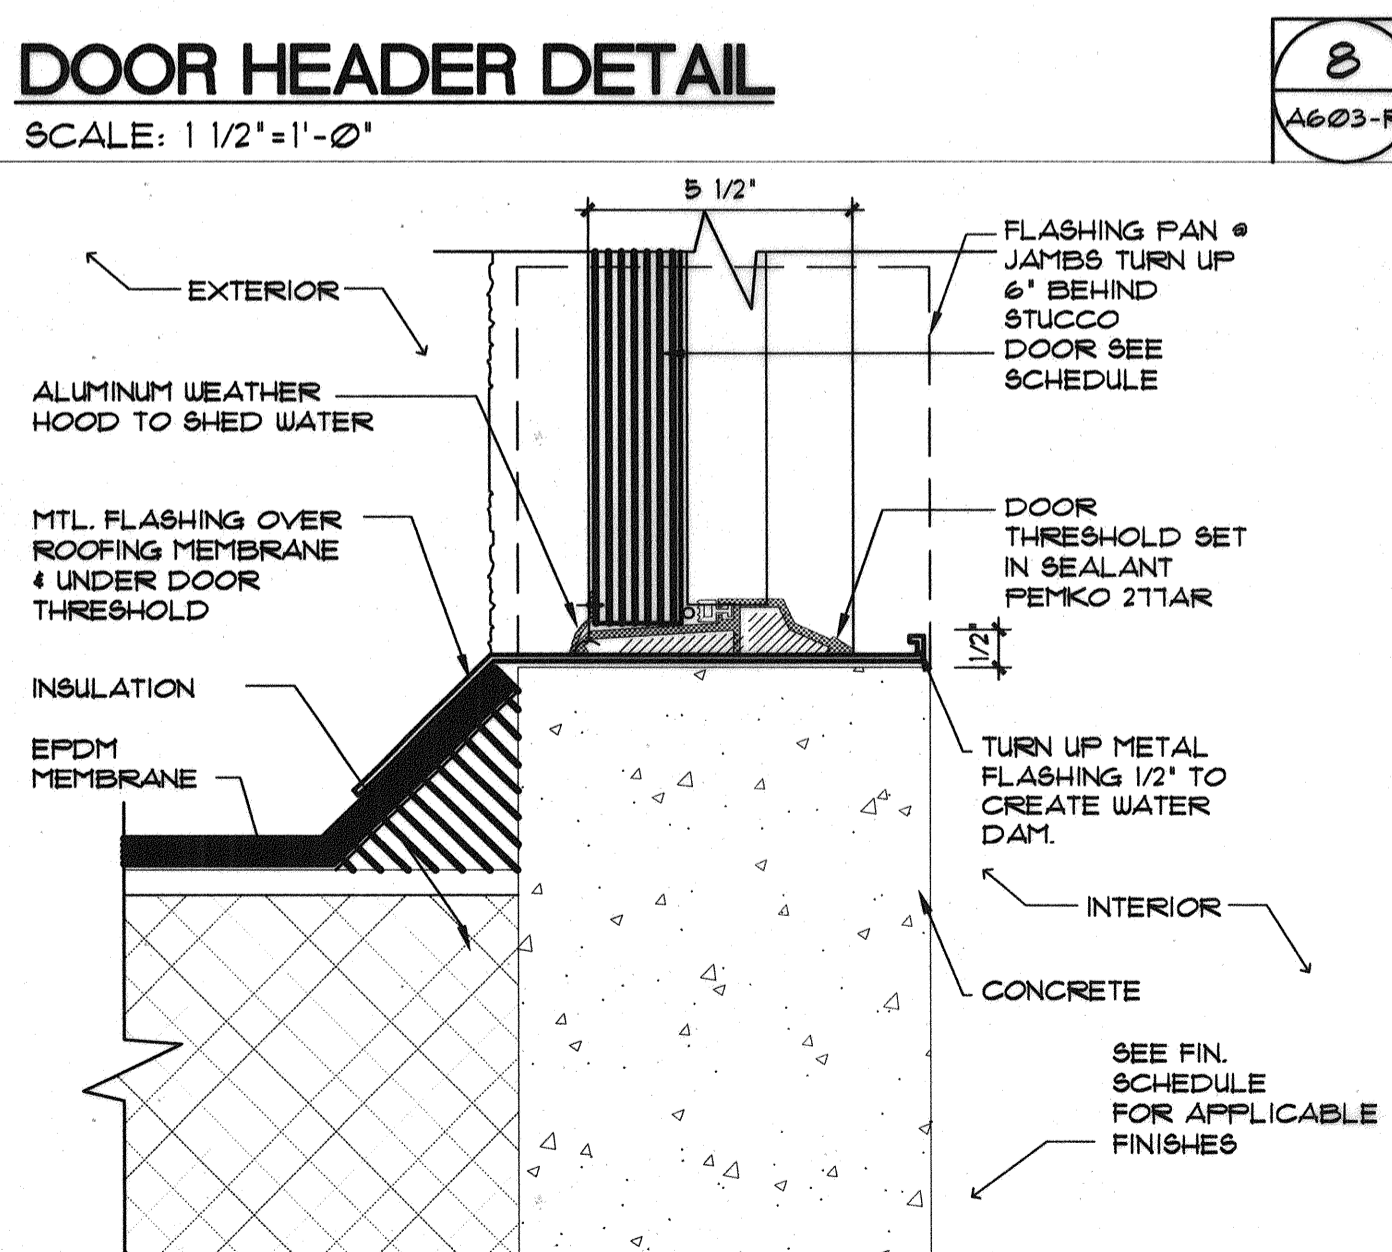 DOOR HEADER DETAIL
SCALE: 1 1/2"=1'-0"
8
A603-R
5 1/2"
FLASHING PAN @
JAMBS TURN UP
6" BEHIND
STUCCO
DOOR SEE
SCHEDULE
EXTERIOR
ALUMINUM WEATHER
HOOD TO SHED WATER
MTL. FLASHING OVER
ROOFING MEMBRANE
& UNDER DOOR
THRESHOLD
DOOR
THRESHOLD SET
IN SEALANT
PEMKO 277AR
1/2"
INSULATION
EPDM
MEMBRANE
TURN UP METAL
FLASHING 1/2" TO
CREATE WATER
DAM.
INTERIOR
CONCRETE
SEE FIN.
SCHEDULE
FOR APPLICABLE
FINISHES